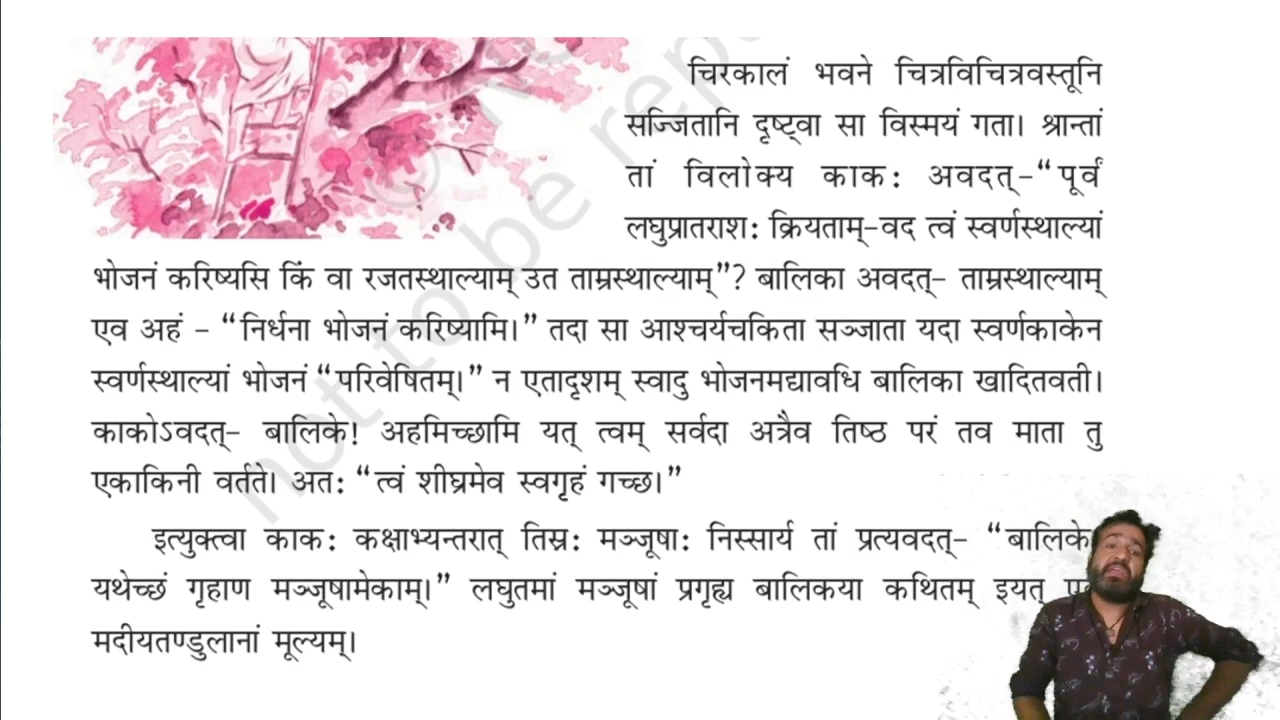 चिरकालं भवने चित्रविचित्रवस्तूनि
सज्जितानि दृष्ट्वा सा विस्मयं गता। श्रान्तां
तां विलोक्य काकः अवदत्-“पूर्वं
लघुप्रातराशः क्रियताम्-वद त्वं स्वर्णस्थाल्यां
भोजनं करिष्यसि किं वा रजतस्थाल्याम् उत ताम्रस्थाल्याम्”? बालिका अवदत्- ताम्रस्थाल्याम्
एव अहं - “निर्धना भोजनं करिष्यामि।” तदा सा आश्चर्यचकिता सञ्जाता यदा स्वर्णकाकेन
स्वर्णस्थाल्यां भोजनं “परिवेषितम्।” न एतादृशम् स्वादु भोजनमद्यावधि बालिका खादितवती।
काकोऽवदत्- बालिके! अहमिच्छामि यत् त्वम् सर्वदा अत्रैव तिष्ठ परं तव माता तु
एकाकिनी वर्तते। अतः “त्वं शीघ्रमेव स्वगृहं गच्छ।”
इत्युक्त्वा काकः कक्षाभ्यन्तरात् तिस्रः मञ्जूषाः निस्सार्य तां प्रत्यवदत्- “बालिके
यथेच्छं गृहाण मञ्जूषामेकाम्।” लघुतमां मञ्जूषां प्रगृह्य बालिकया कथितम् इयत्
मदीयतण्डुलानां मूल्यम्।
not to be